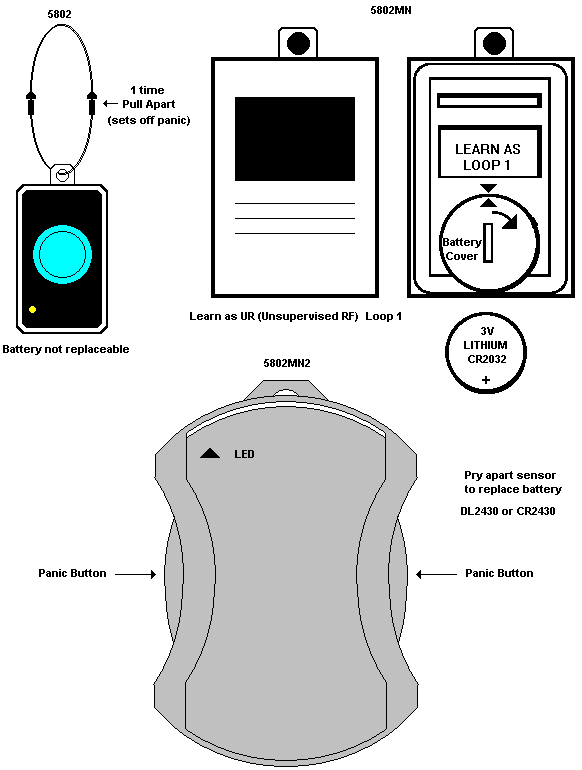 5802
5802MN
1 time
Pull Apart
(sets off panic)
LEARN AS
LOOP 1
Battery
Cover
Battery not replaceable
Learn as UR (Unsupervised RF) Loop 1
3V
LITHIUM
CR2032
+
5802MN2
LED
Pry apart sensor
to replace battery
DL2430 or CR2430
Panic Button
Panic Button